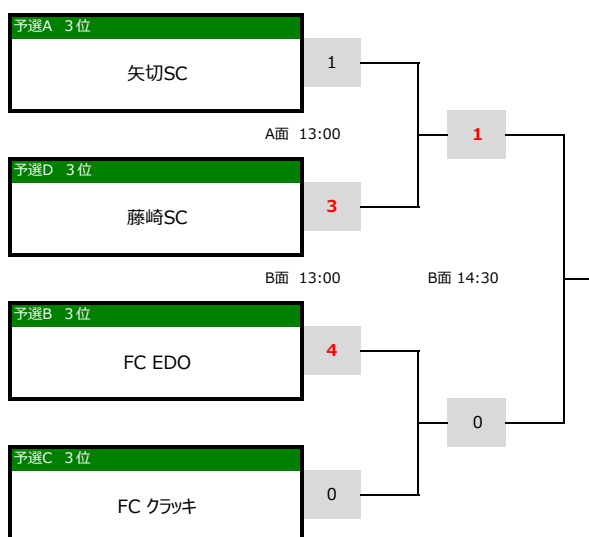 予選A ３位
矢切SC
1
A面 13:00
1
予選D ３位
藤崎SC
3
B面 13:00
B面 14:30
予選B ３位
FC EDO
4
0
予選C ３位
FC クラッキ
0